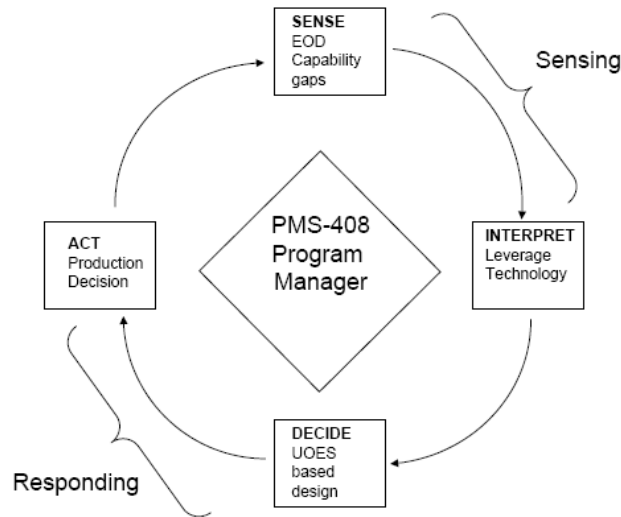 SENSE
EOD
Capability
gaps
Sensing
PMS-408
Program
Manager
ACT
Production
Decision
INTERPRET
Leverage
Technology
DECIDE
UOES
based
design
Responding